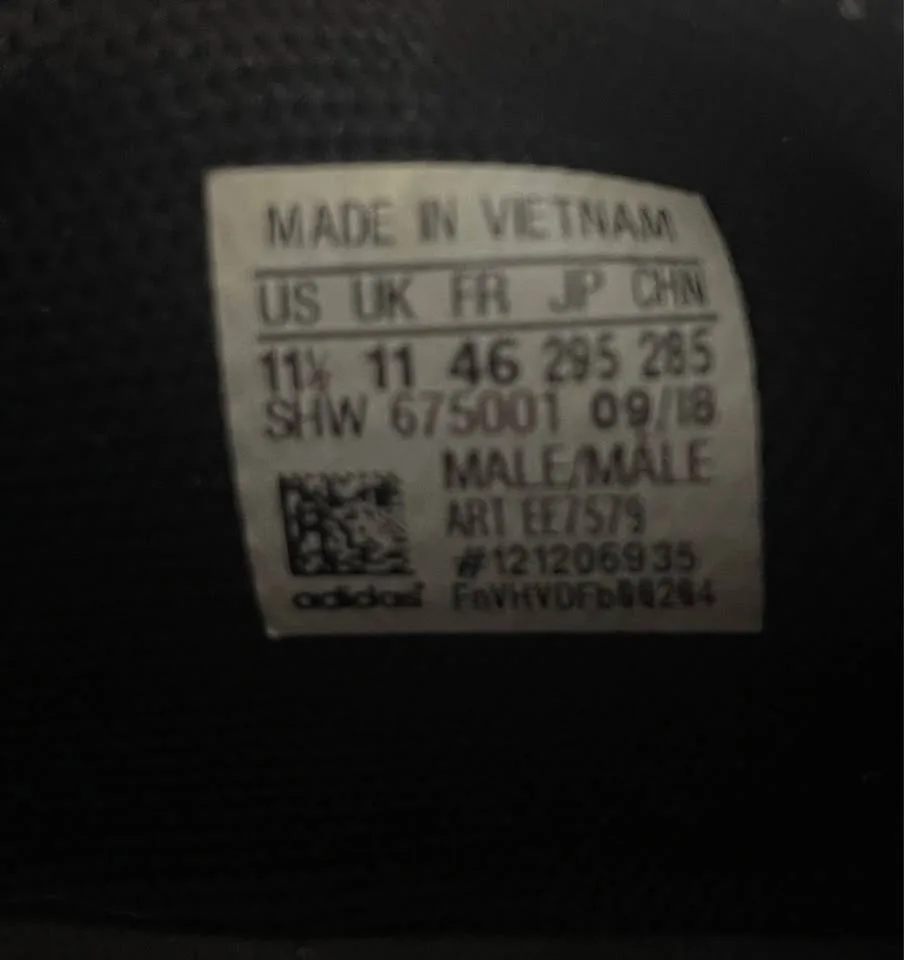 MADE IN VIETNAM
US UK FR JP CHN
11½ 11 46 295 285
SHW 675001 09/18
MALE/MÂLE
ART EE7579
#121206935
adidas